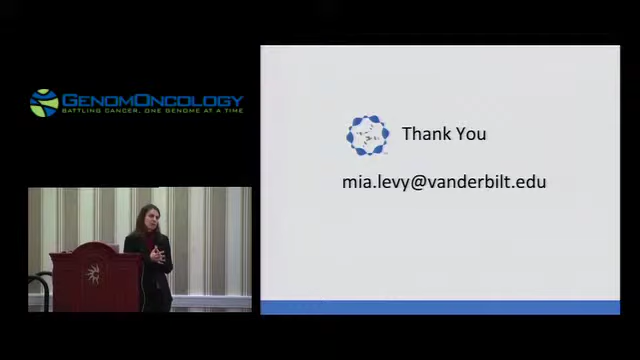 GENOMONCOLOGY
BATTLING CANCER, ONE GENOME AT A TIME
Thank You
mia.levy@vanderbilt.edu